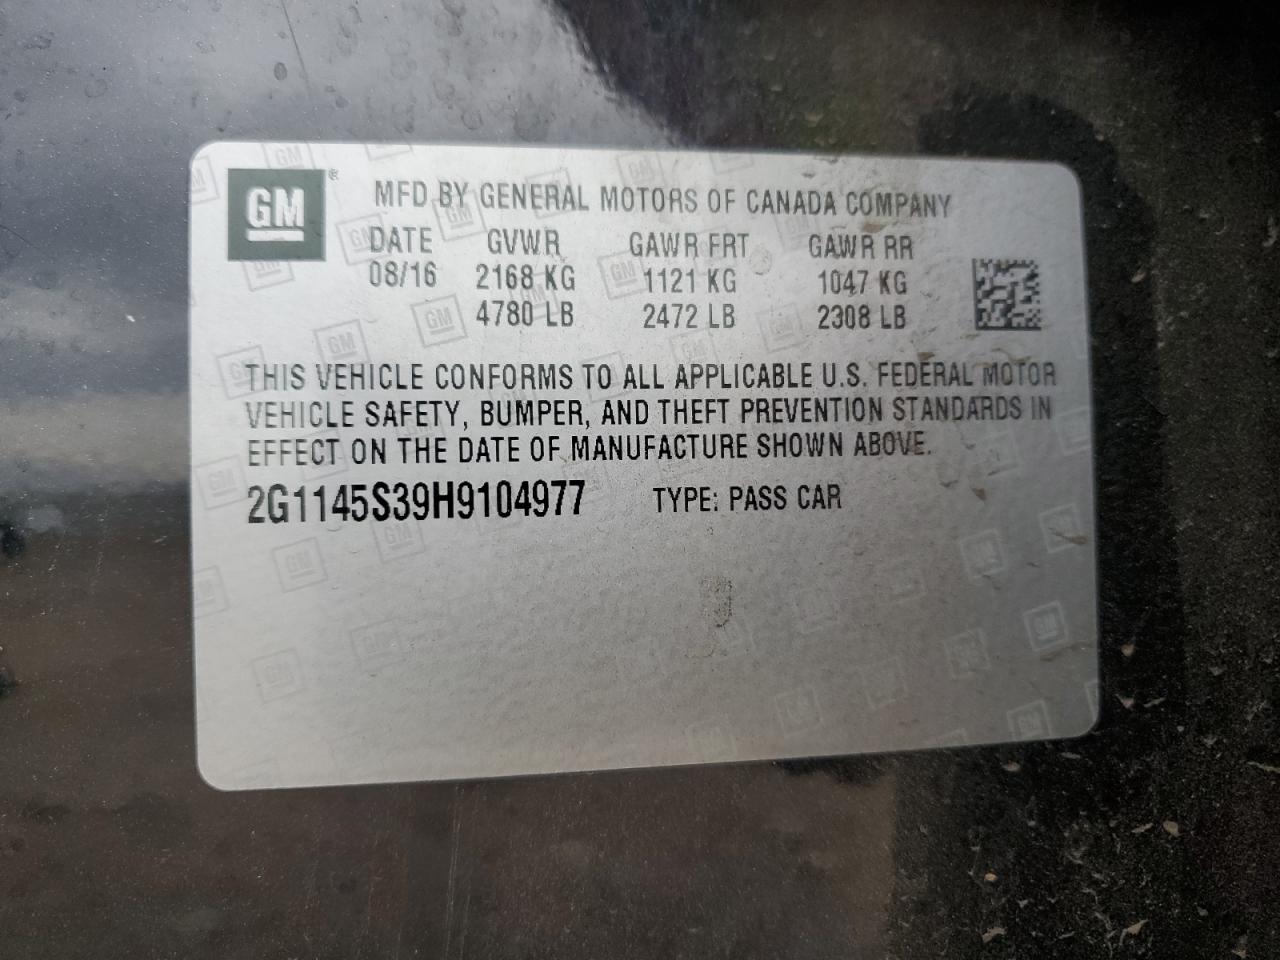 GM ® MFD BY GENERAL MOTORS OF CANADA COMPANY
DATE GVWR GAWR FRT GAWR RR
08/16 2168 KG 1121 KG 1047 KG
4780 LB 2472 LB 2308 LB
THIS VEHICLE CONFORMS TO ALL APPLICABLE U.S. FEDERAL MOTOR
VEHICLE SAFETY, BUMPER, AND THEFT PREVENTION STANDARDS IN
EFFECT ON THE DATE OF MANUFACTURE SHOWN ABOVE.
2G1145S39H9104977 TYPE: PASS CAR